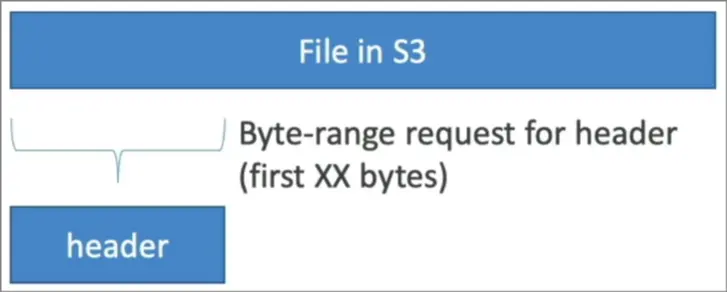 File in S3
Byte-range request for header
(first XX bytes)
header